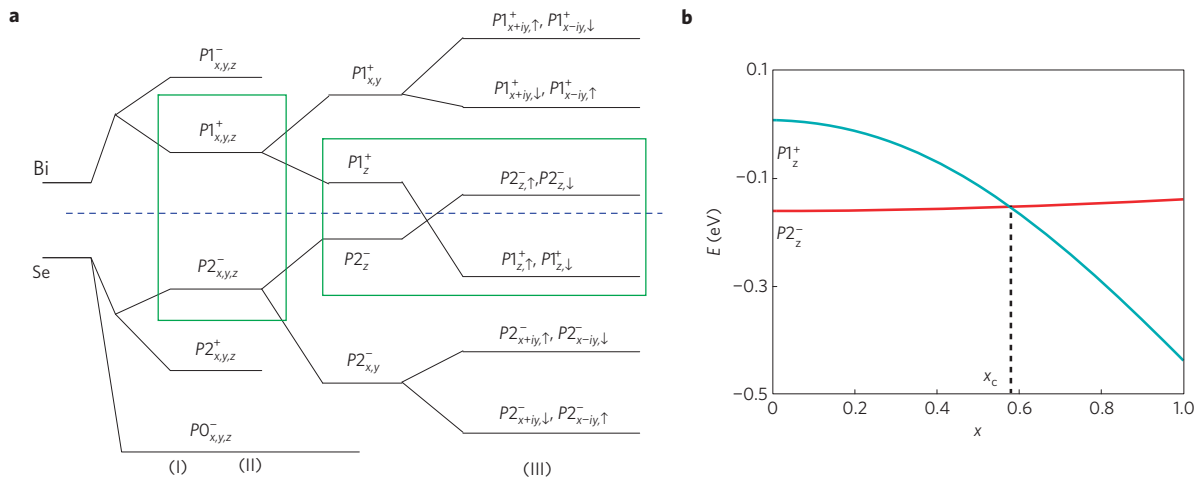 a
P1⁺x+iy,↑, P1⁺x−iy,↓
P1⁻x,y,z
P1⁺x,y
P1⁺x+iy,↓, P1⁺x−iy,↑
P1⁺x,y,z
Bi
P1⁺z
P2⁻z,↑,P2⁻z,↓
Se
P2⁻x,y,z
P2⁻z
P1⁺z,↑, P1⁺z,↓
P2⁺x,y,z
P2⁻x,y
P2⁻x+iy,↑, P2⁻x−iy,↓
P2⁻x+iy,↓, P2⁻x−iy,↑
P0⁻x,y,z
(I) (II) (III)
b
0.1
−0.1
−0.3
−0.5
E (eV)
P1⁺z
P2⁻z
xc
0 0.2 0.4 0.6 0.8 1.0
x